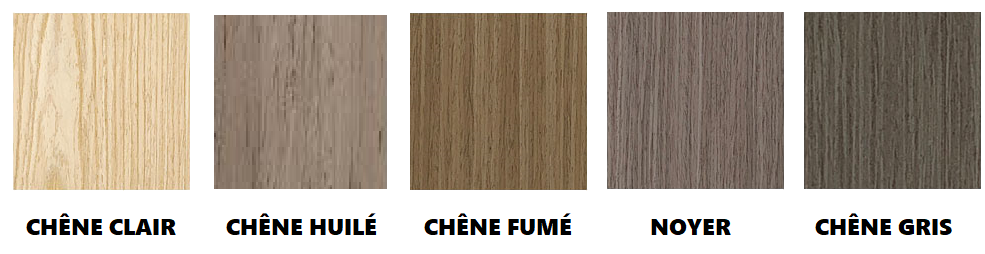 CHÊNE CLAIR
CHÊNE HUILÉ
CHÊNE FUMÉ
NOYER
CHÊNE GRIS